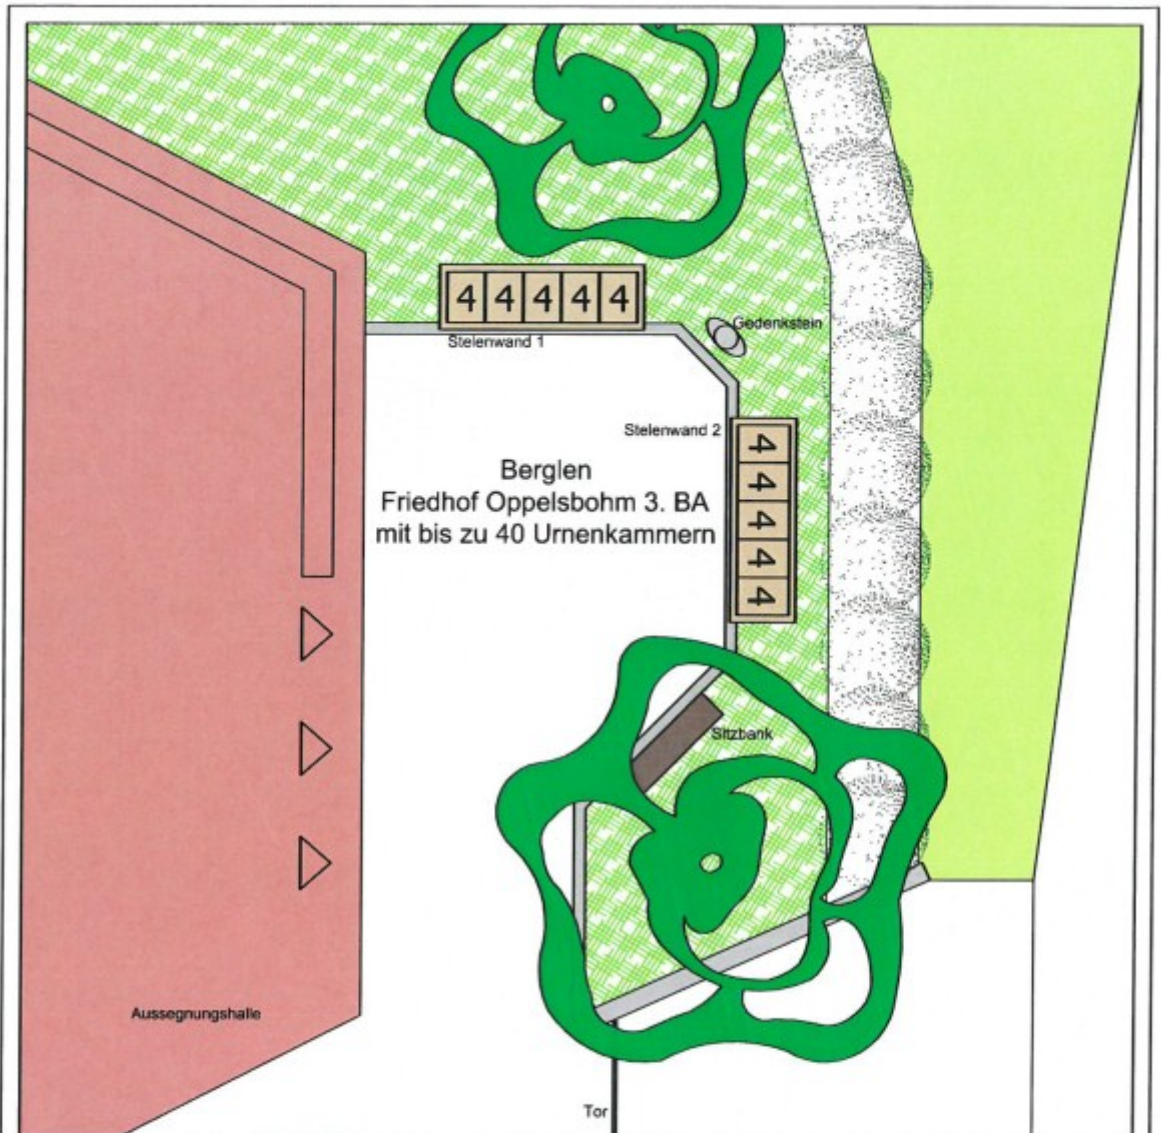 4 4 4 4 4
Gedenkstein
Stelenwand 1
Stelenwand 2
4
4
4
4
4
Berglen
Friedhof Oppelsbohm 3. BA
mit bis zu 40 Urnenkammern
Sitzbank
Aussegnungshalle
Tor